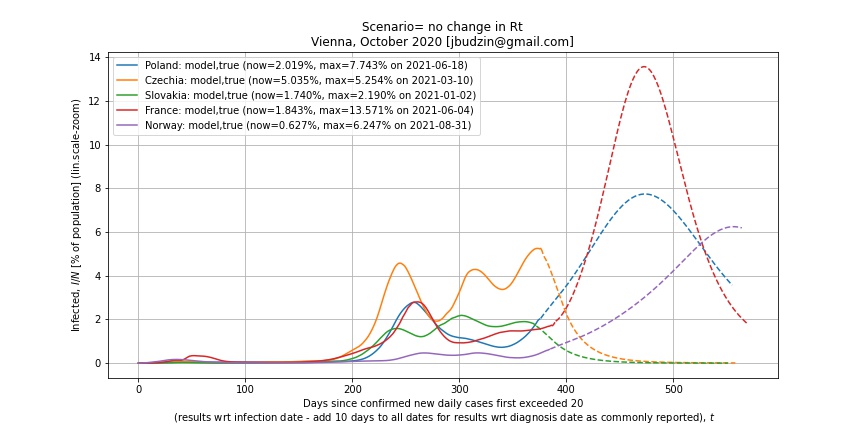 Scenario= no change in Rt
Vienna, October 2020 [jbudzin@gmail.com]
Infected, I/N [% of population] (lin.scale-zoom)
14
12
10
8
6
4
2
0
Poland: model,true (now=2.019%, max=7.743% on 2021-06-18)
Czechia: model,true (now=5.035%, max=5.254% on 2021-03-10)
Slovakia: model,true (now=1.740%, max=2.190% on 2021-01-02)
France: model,true (now=1.843%, max=13.571% on 2021-06-04)
Norway: model,true (now=0.627%, max=6.247% on 2021-08-31)
0 100 200 300 400 500
Days since confirmed new daily cases first exceeded 20
(results wrt infection date - add 10 days to all dates for results wrt diagnosis date as commonly reported), t